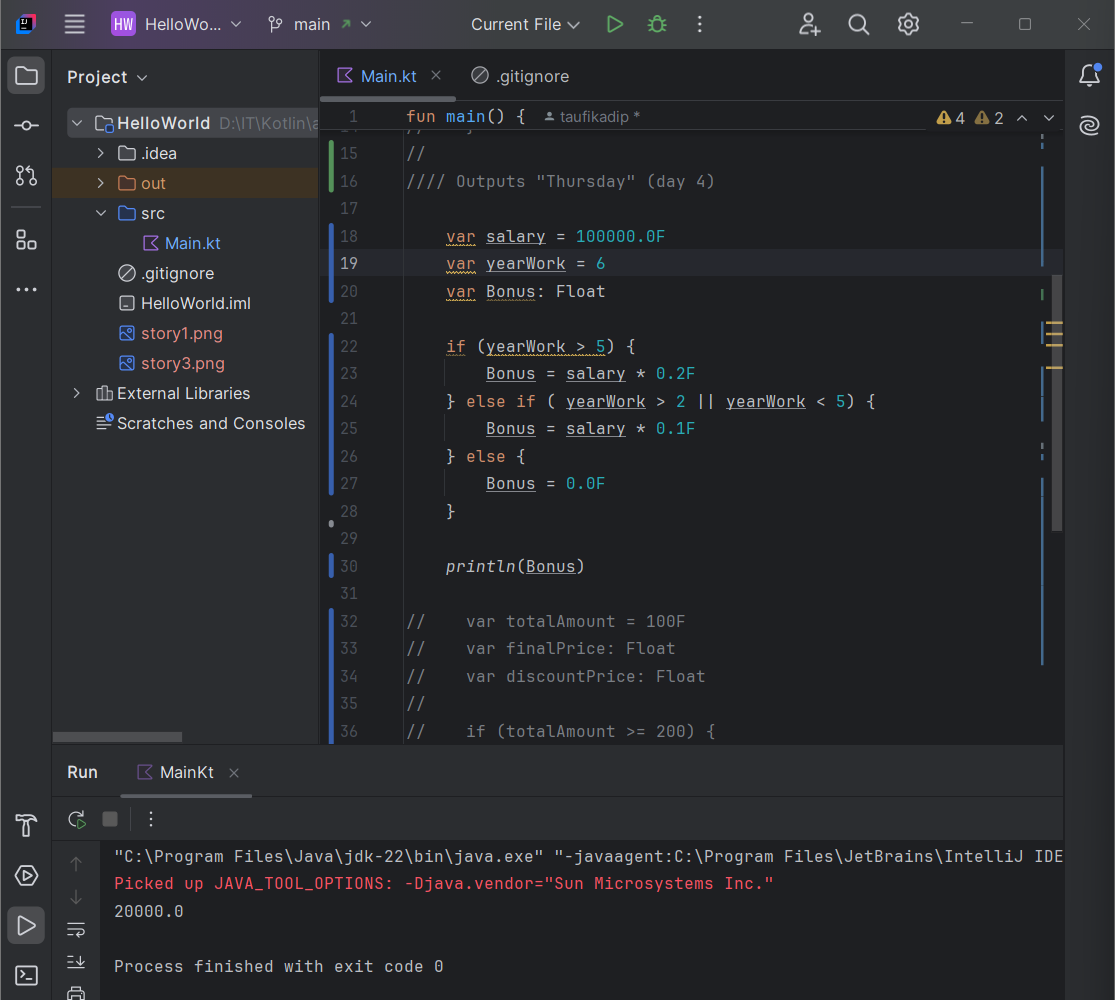 HW HelloWo... main Current File
Project
HelloWorld D:\IT\Kotlin\a
.idea
out
src
Main.kt
.gitignore
HelloWorld.iml
story1.png
story3.png
External Libraries
Scratches and Consoles
Main.kt .gitignore
1 fun main() { taufikadip * 4 2
15 //
16 //// Outputs "Thursday" (day 4)
17
18 var salary = 100000.0F
19 var yearWork = 6
20 var Bonus: Float
21
22 if (yearWork > 5) {
23 Bonus = salary * 0.2F
24 } else if ( yearWork > 2 || yearWork < 5) {
25 Bonus = salary * 0.1F
26 } else {
27 Bonus = 0.0F
28 }
29
30 println(Bonus)
31
32 // var totalAmount = 100F
33 // var finalPrice: Float
34 // var discountPrice: Float
35 //
36 // if (totalAmount >= 200) {
Run MainKt
"C:\Program Files\Java\jdk-22\bin\java.exe" "-javaagent:C:\Program Files\JetBrains\IntelliJ IDE
Picked up JAVA_TOOL_OPTIONS: -Djava.vendor="Sun Microsystems Inc."
20000.0
Process finished with exit code 0